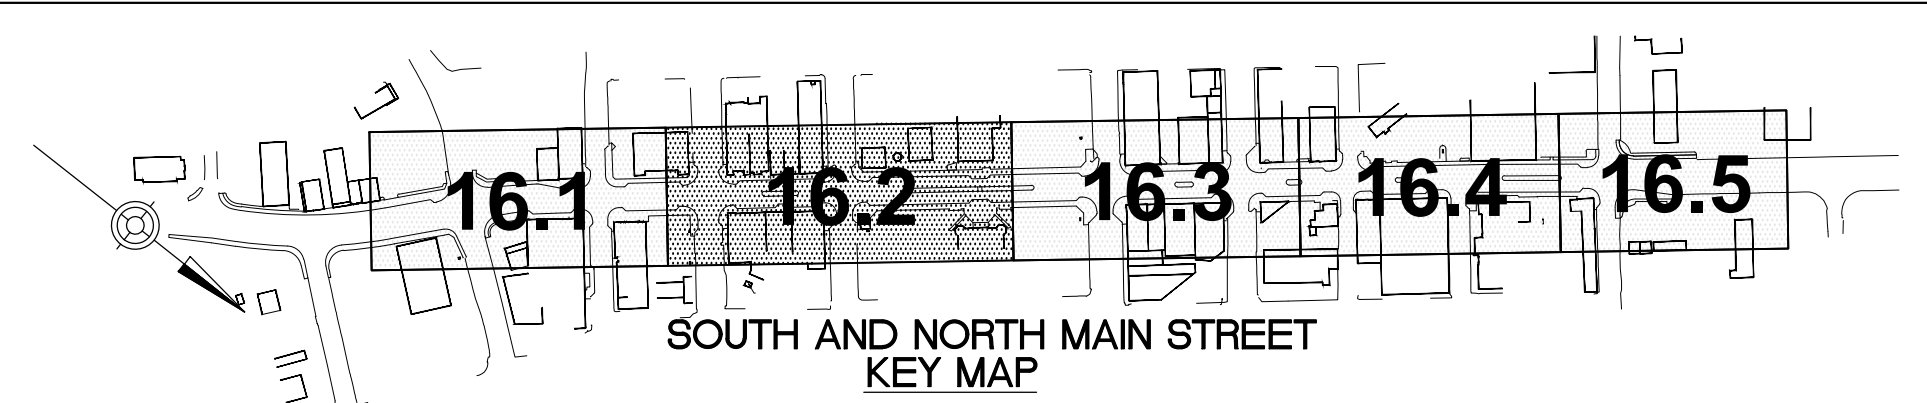 16.1 16.2 16.3 16.4 16.5
SOUTH AND NORTH MAIN STREET
KEY MAP